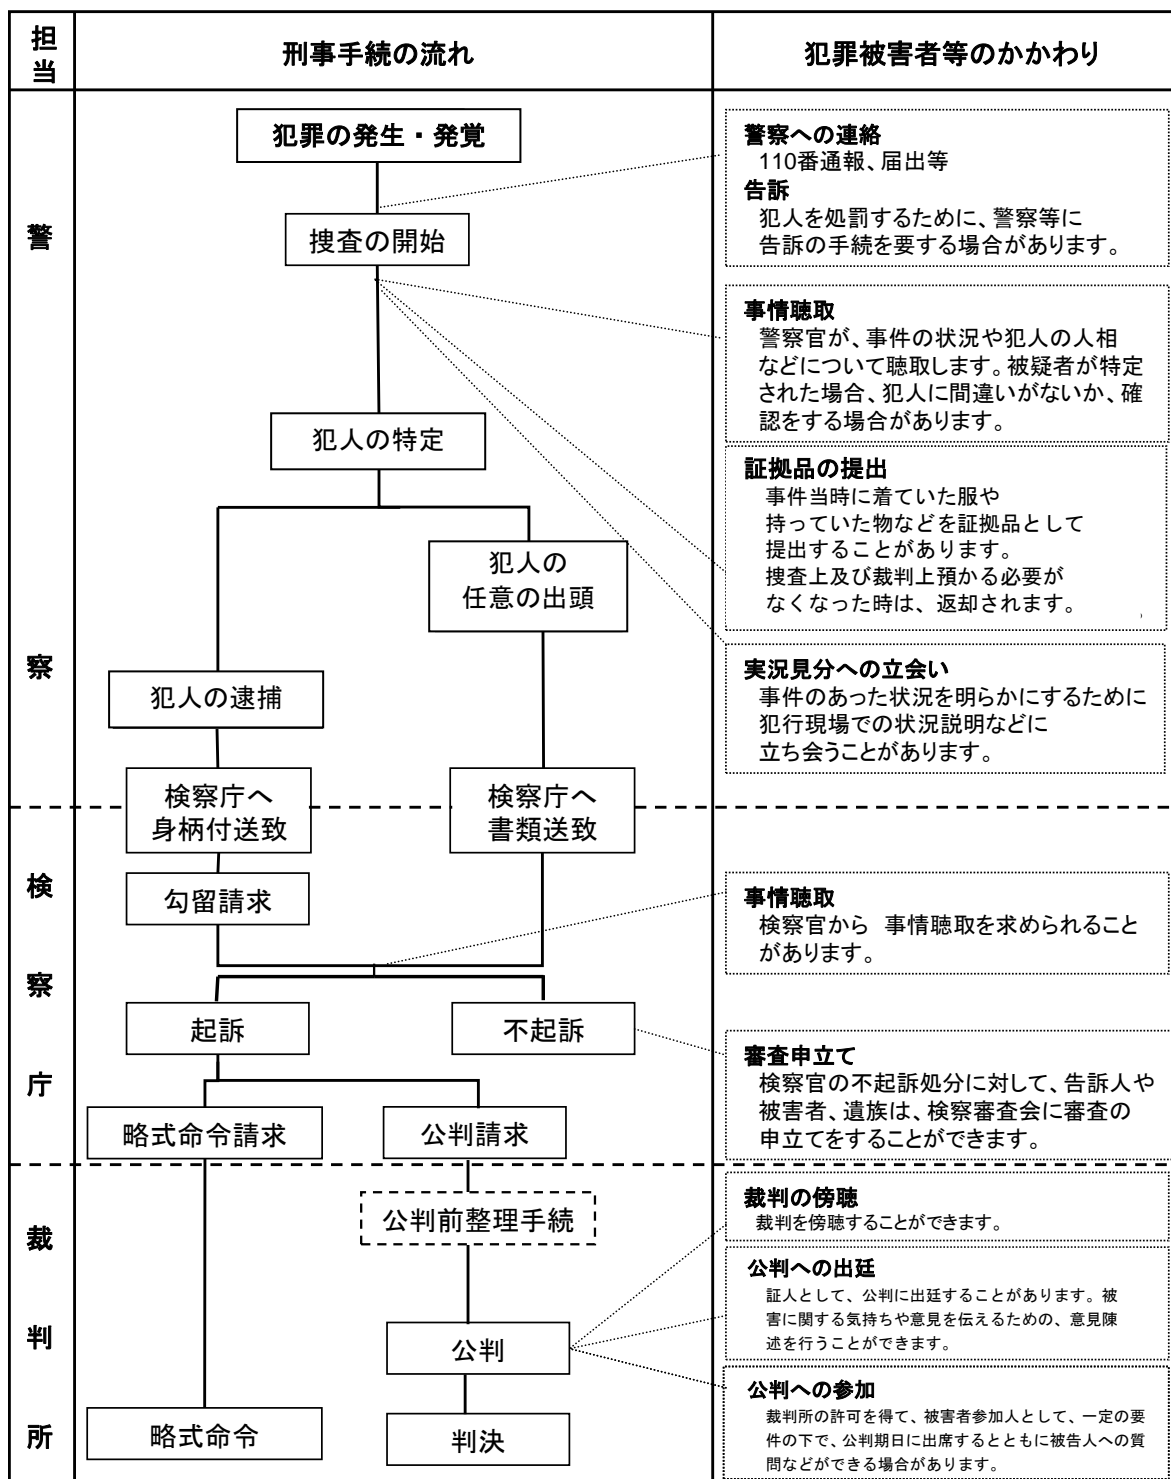 担当
刑事手続の流れ
犯罪被害者等のかかわり
警察
犯罪の発生・発覚
捜査の開始
犯人の特定
犯人の
任意の出頭
犯人の逮捕
検察庁へ
身柄付送致
検察庁へ
書類送致
警察への連絡
110番通報、届出等
告訴
犯人を処罰するために、警察等に
告訴の手続を要する場合があります。
事情聴取
警察官が、事件の状況や犯人の人相
などについて聴取します。被疑者が特定
された場合、犯人に間違いがないか、確
認をする場合があります。
証拠品の提出
事件当時に着ていた服や
持っていた物などを証拠品として
提出することがあります。
捜査上及び裁判上預かる必要が
なくなった時は、返却されます。
実況見分への立会い
事件のあった状況を明らかにするために
犯行現場での状況説明などに
立ち会うことがあります。
検察庁
勾留請求
起訴
不起訴
略式命令請求
公判請求
事情聴取
検察官から 事情聴取を求められること
があります。
審査申立て
検察官の不起訴処分に対して、告訴人や
被害者、遺族は、検察審査会に審査の
申立てをすることができます。
裁判所
公判前整理手続
公判
略式命令
判決
裁判の傍聴
裁判を傍聴することができます。
公判への出廷
証人として、公判に出廷することがあります。被
害に関する気持ちや意見を伝えるための、意見陳
述を行うことができます。
公判への参加
裁判所の許可を得て、被害者参加人として、一定の要
件の下で、公判期日に出席するとともに被告人への質
問などができる場合があります。